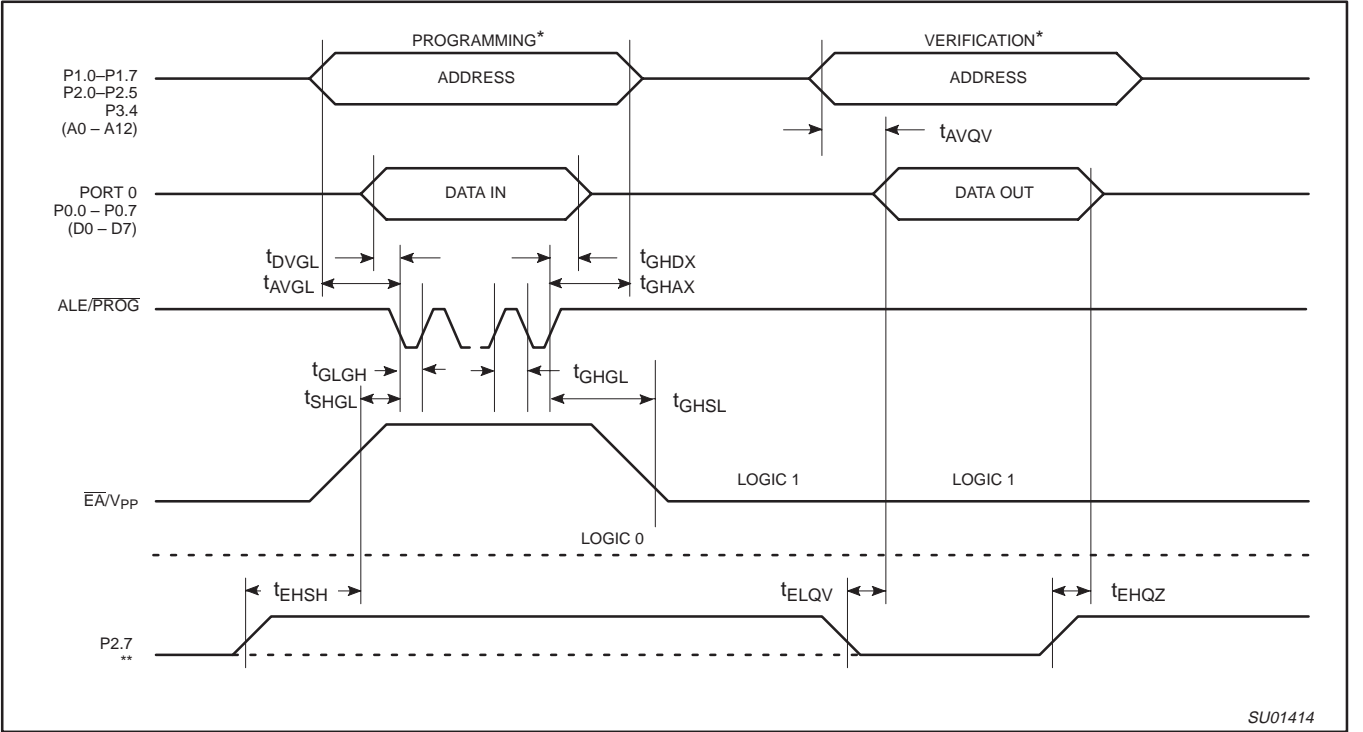 PROGRAMMING*
VERIFICATION*
P1.0–P1.7
P2.0–P2.5
P3.4
(A0 – A12)
ADDRESS
ADDRESS
tAVQV
PORT 0
P0.0 – P0.7
(D0 – D7)
DATA IN
DATA OUT
tDVGL
tGHDX
tAVGL
tGHAX
ALE/PROG
tGLGH
tGHGL
tSHGL
tGHSL
EA/VPP
LOGIC 1
LOGIC 1
LOGIC 0
tEHSH
tELQV
tEHQZ
P2.7
**
SU01414